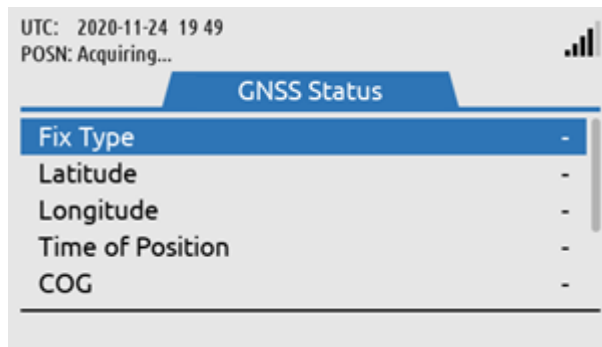 UTC: 2020-11-24 19 49
POSN: Acquiring...
GNSS Status
Fix Type -
Latitude -
Longitude -
Time of Position -
COG -